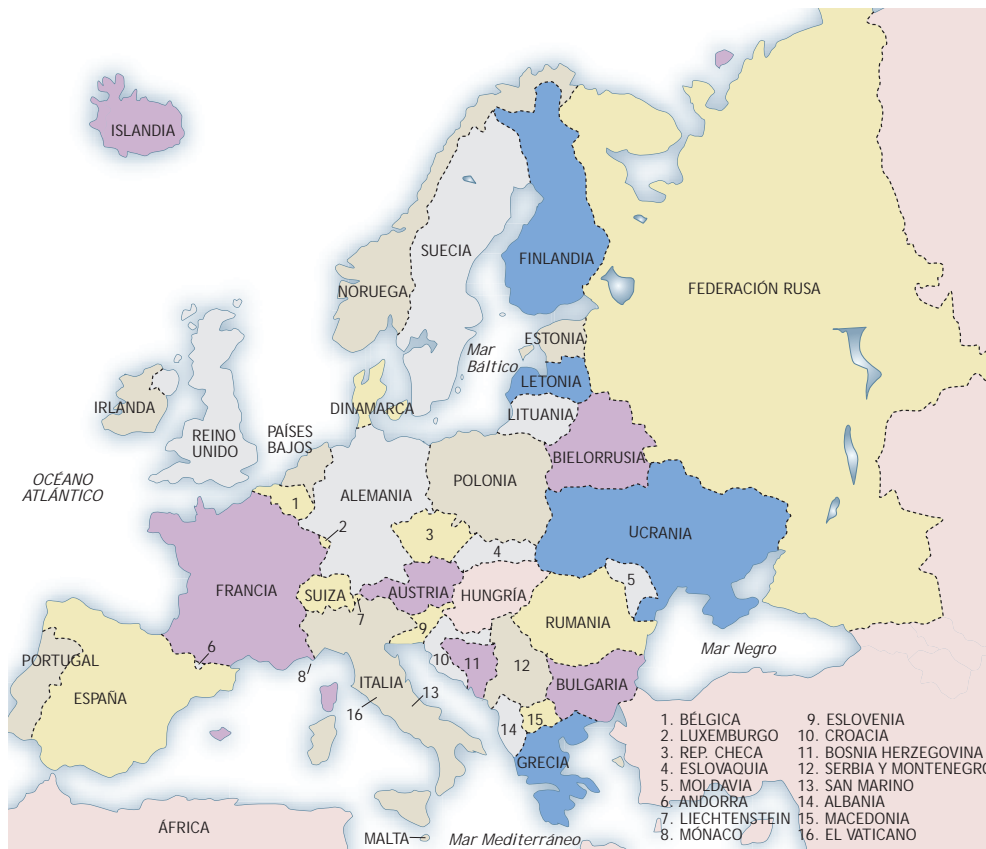 ISLANDIA
SUECIA
FINLANDIA
NORUEGA
FEDERACIÓN RUSA
ESTONIA
Mar
Báltico
LETONIA
IRLANDA
DINAMARCA
LITUANIA
REINO
UNIDO
PAÍSES
BAJOS
BIELORRUSIA
OCÉANO
ATLÁNTICO
ALEMANIA
POLONIA
1
2
3
UCRANIA
4
5
FRANCIA
SUIZA
AUSTRIA
HUNGRÍA
7
9
RUMANIA
6
PORTUGAL
10
11
12
Mar Negro
8
ITALIA
13
BULGARIA
ESPAÑA
16
14
15
GRECIA
ÁFRICA
MALTA
Mar Mediterráneo
1. BÉLGICA
2. LUXEMBURGO
3. REP. CHECA
4. ESLOVAQUIA
5. MOLDAVIA
6. ANDORRA
7. LIECHTENSTEIN
8. MÓNACO
9. ESLOVENIA
10. CROACIA
11. BOSNIA HERZEGOVINA
12. SERBIA Y MONTENEGRO
13. SAN MARINO
14. ALBANIA
15. MACEDONIA
16. EL VATICANO